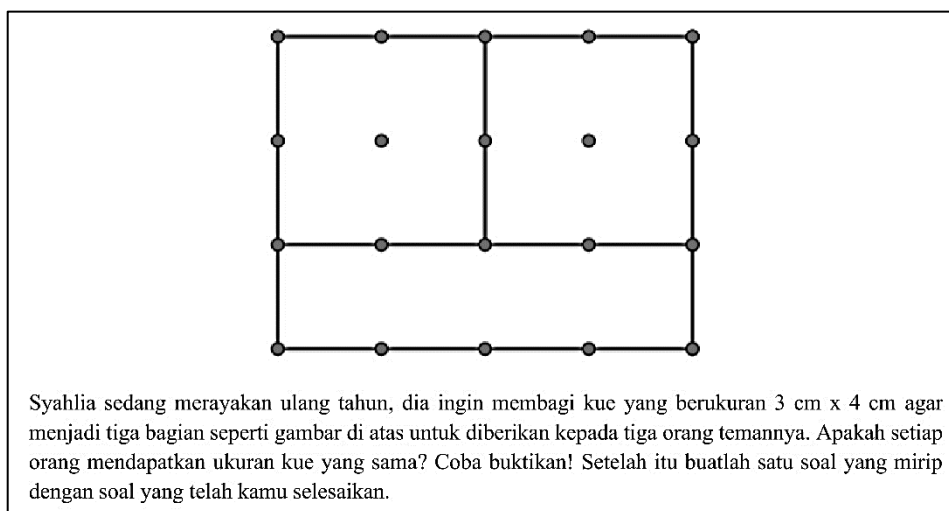 Syahlia sedang merayakan ulang tahun, dia ingin membagi kue yang berukuran 3 cm x 4 cm agar
menjadi tiga bagian seperti gambar di atas untuk diberikan kepada tiga orang temannya. Apakah setiap
orang mendapatkan ukuran kue yang sama? Coba buktikan! Setelah itu buatlah satu soal yang mirip
dengan soal yang telah kamu selesaikan.